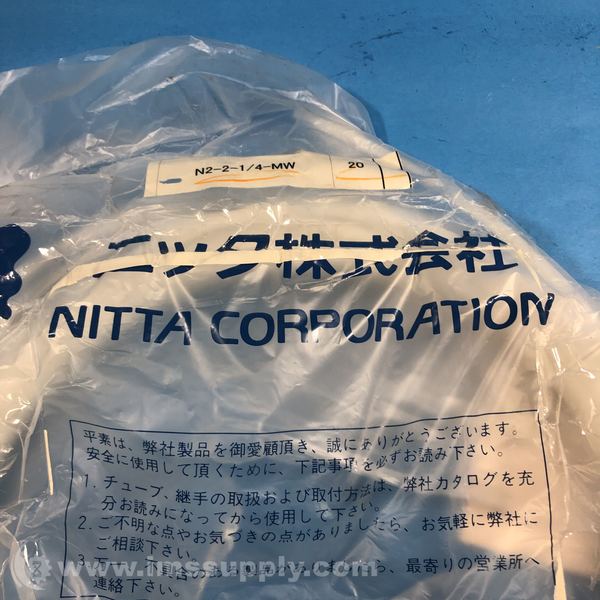 N2-2-1/4-MW 20
ニッタ株式会社
NITTA CORPORATION
平素は、弊社製品を御愛顧頂き、誠にありがとうございます。
安全に使用して頂くために、下記事項を必ずお読み下さい。
1. チューブ、継手の取扱および取付方法は、弊社カタログを充
分お読みになってから使用して下さい。
2. ご不明な点やお気づきの点がありましたら、お気軽に弊社に
ご相談下さい。
3. 最寄りの営業所へ
連絡下さい。
www.imssupply.com